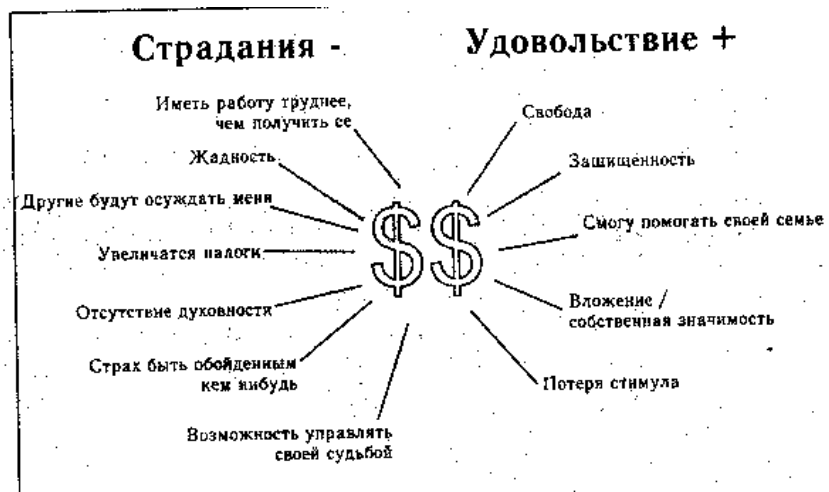 Страдания -
Удовольствие +
Иметь работу труднее,
чем получить ее
Жадность
Другие будут осуждать меня
Увеличатся налоги
Отсутствие духовности
Страх быть обойденным
кем нибудь
Возможность управлять
своей судьбой
$$
Свобода
Зашищенность
Смогу помогать своей семье
Вложение /
собственная значимость
Потеря стимула